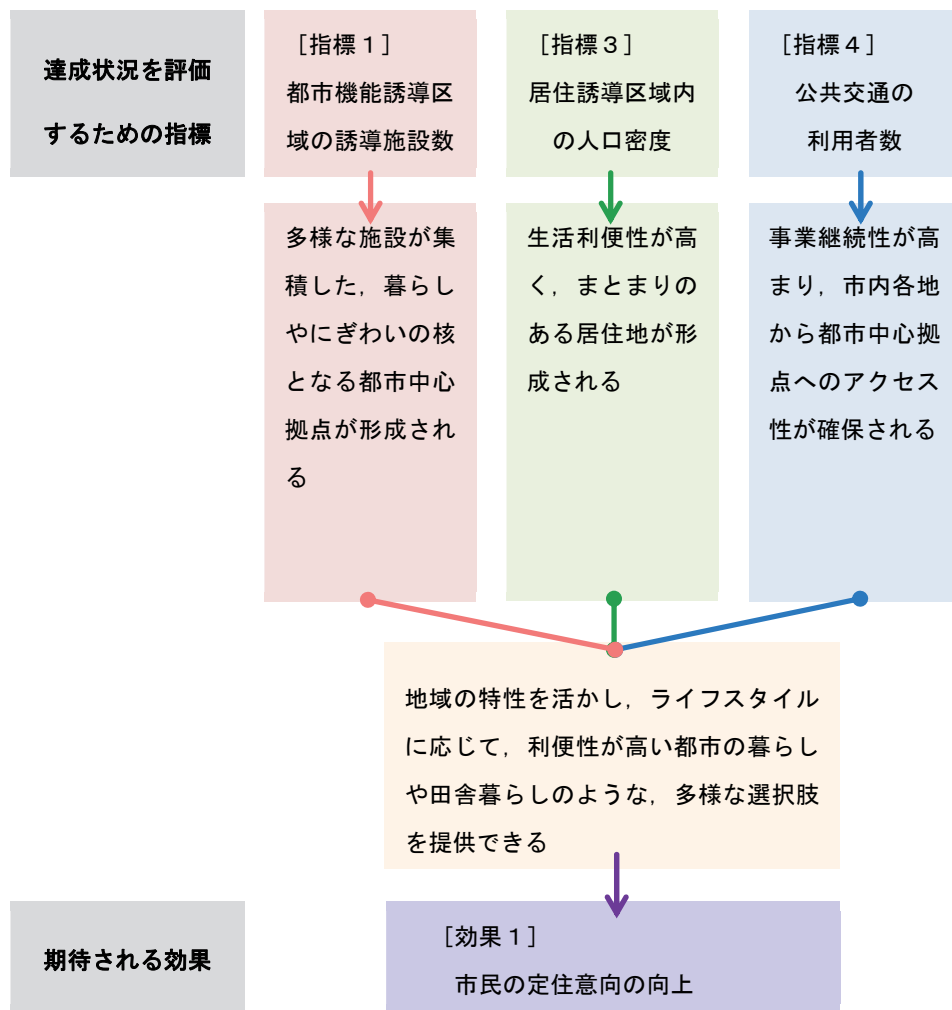 達成状況を評価
するための指標
［指標１］
都市機能誘導区
域の誘導施設数
［指標３］
居住誘導区域内
の人口密度
［指標４］
公共交通の
利用者数
多様な施設が集
積した，暮らし
やにぎわいの核
となる都市中心
拠点が形成され
る
生活利便性が高
く，まとまりの
ある居住地が形
成される
事業継続性が高
まり，市内各地
から都市中心拠
点へのアクセス
性が確保される
地域の特性を活かし，ライフスタイル
に応じて，利便性が高い都市の暮らし
や田舎暮らしのような，多様な選択肢
を提供できる
期待される効果
［効果１］
市民の定住意向の向上